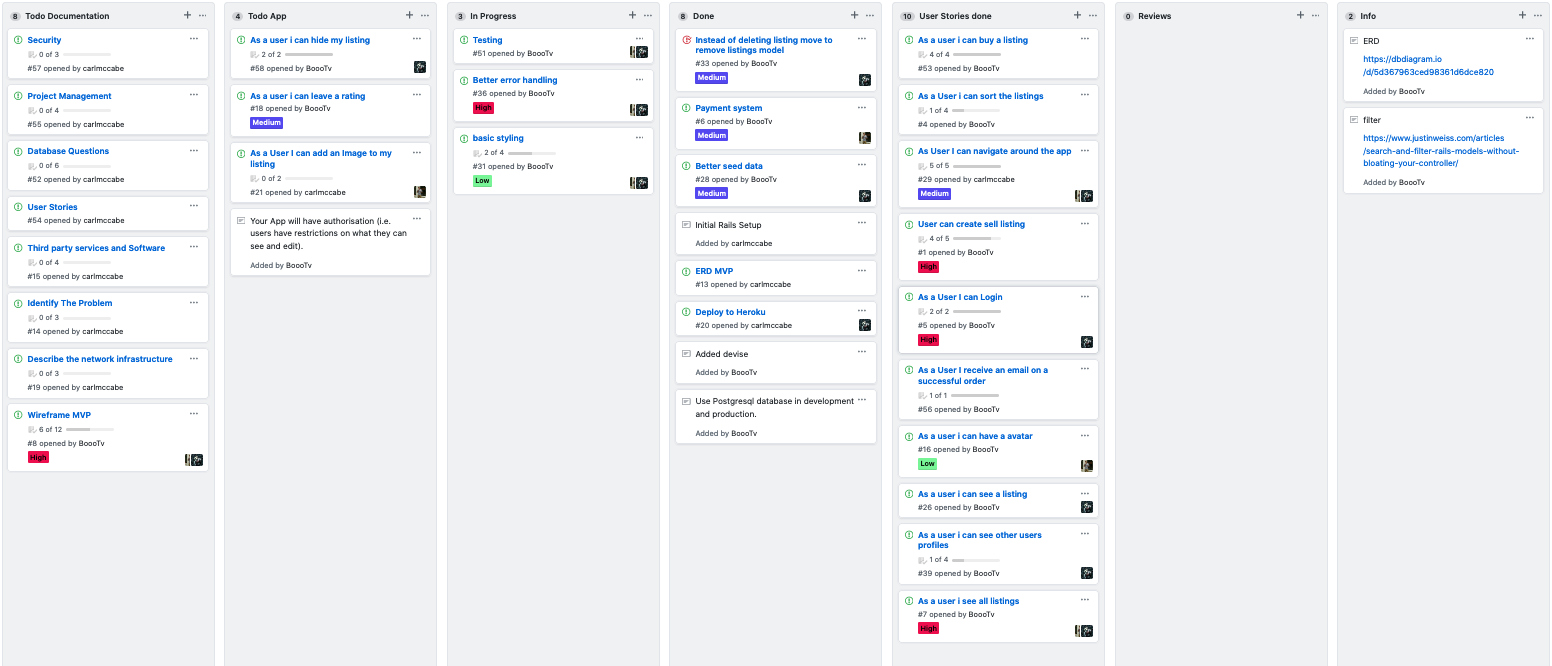 8 Todo Documentation
Security
0 of 3
#57 opened by carlmccabe
Project Management
0 of 4
#55 opened by carlmccabe
Database Questions
0 of 6
#52 opened by carlmccabe
User Stories
#54 opened by carlmccabe
Third party services and Software
0 of 4
#15 opened by carlmccabe
Identify The Problem
0 of 3
#14 opened by carlmccabe
Describe the network infrastructure
0 of 3
#19 opened by carlmccabe
Wireframe MVP
6 of 12
#8 opened by BoooTv
High
4 Todo App
As a user i can hide my listing
2 of 2
#58 opened by BoooTv
As a user i can leave a rating
#18 opened by BoooTv
Medium
As a User I can add an Image to my
listing
0 of 2
#21 opened by carlmccabe
Your App will have authorisation (i.e.
users have restrictions on what they can
see and edit).
Added by BoooTv
3 In Progress
Testing
#51 opened by BoooTv
Better error handling
#36 opened by BoooTv
High
basic styling
2 of 4
#31 opened by BoooTv
Low
8 Done
Instead of deleting listing move to
remove listings model
#33 opened by BoooTv
Medium
Payment system
#6 opened by BoooTv
Medium
Better seed data
#28 opened by BoooTv
Medium
Initial Rails Setup
Added by carlmccabe
ERD MVP
#13 opened by carlmccabe
Deploy to Heroku
#20 opened by carlmccabe
Added devise
Added by BoooTv
Use Postgresql database in development
and production.
Added by BoooTv
10 User Stories done
As a user i can buy a listing
4 of 4
#53 opened by BoooTv
As a User i can sort the listings
1 of 4
#4 opened by BoooTv
As User I can navigate around the app
5 of 5
#29 opened by carlmccabe
Medium
User can create sell listing
4 of 5
#1 opened by BoooTv
High
As a User I can Login
2 of 2
#5 opened by BoooTv
High
As a User I receive an email on a
successful order
1 of 1
#56 opened by BoooTv
As a user i can have a avatar
#16 opened by BoooTv
Low
As a user i can see a listing
#26 opened by BoooTv
As a user i can see other users
profiles
1 of 4
#39 opened by BoooTv
As a user i see all listings
#7 opened by BoooTv
High
0 Reviews
2 Info
ERD
https://dbdiagram.io
/d/5d367963ced98361d6dce820
Added by BoooTv
filter
https://www.justinweiss.com/articles
/search-and-filter-rails-models-without-
bloating-your-controller/
Added by BoooTv